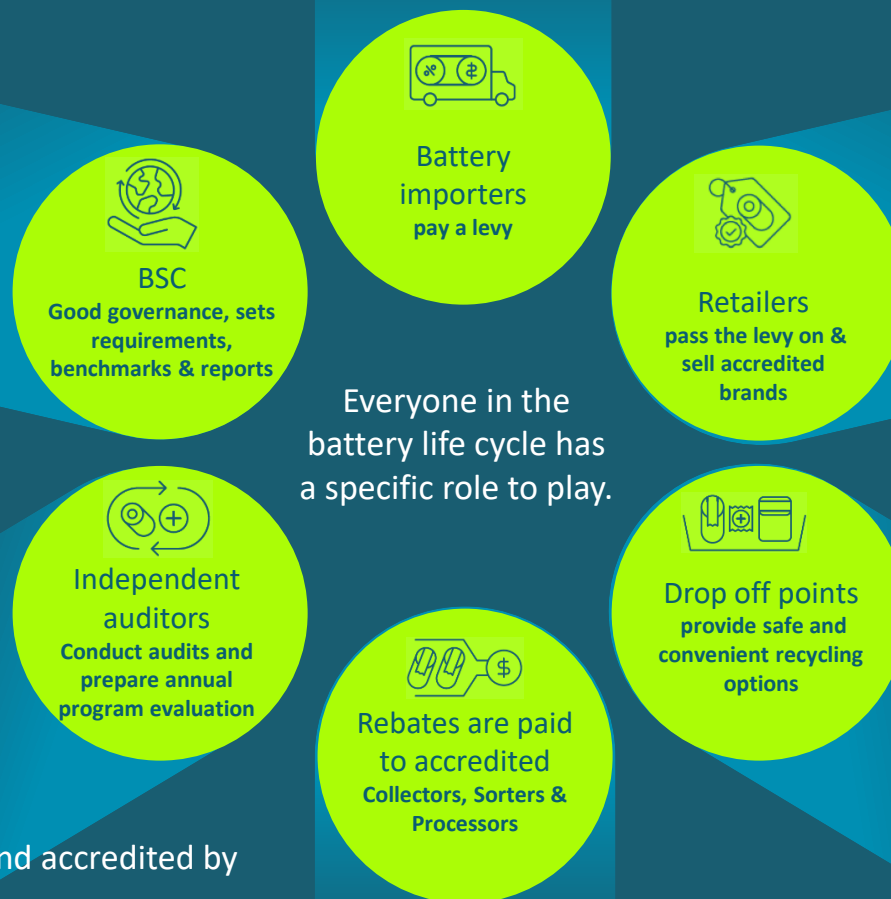 Battery
importers
pay a levy
BSC
Good governance, sets
requirements,
benchmarks & reports
Retailers
pass the levy on &
sell accredited
brands
Everyone in the
battery life cycle has
a specific role to play.
Independent
auditors
Conduct audits and
prepare annual
program evaluation
Drop off points
provide safe and
convenient recycling
options
Rebates are paid
to accredited
Collectors, Sorters &
Processors
nd accredited by